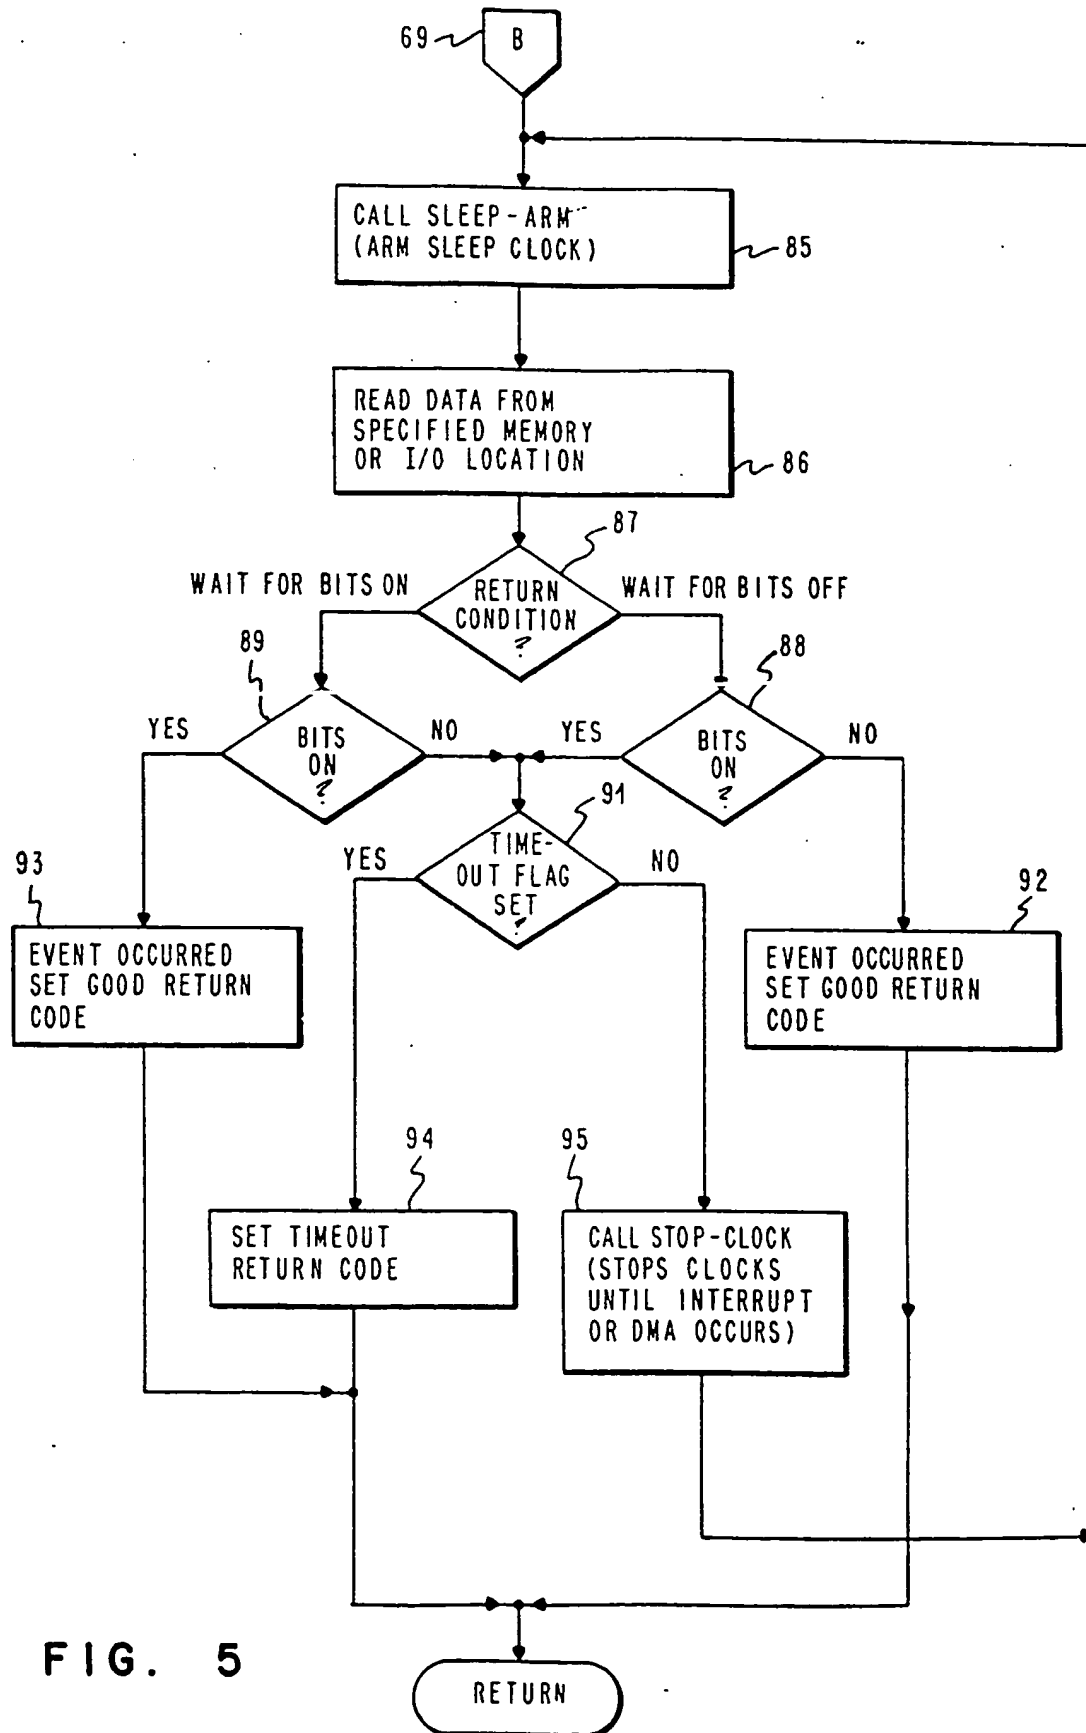 69
B
CALL SLEEP-ARM
(ARM SLEEP CLOCK)
85
READ DATA FROM
SPECIFIED MEMORY
OR I/O LOCATION
86
87
WAIT FOR BITS ON
RETURN
CONDITION
?
WAIT FOR BITS OFF
89
88
YES
BITS
ON
?
NO
YES
BITS
ON
?
NO
91
YES
TIME-
OUT FLAG
SET
?
NO
93
EVENT OCCURRED
SET GOOD RETURN
CODE
92
EVENT OCCURRED
SET GOOD RETURN
CODE
94
SET TIMEOUT
RETURN CODE
95
CALL STOP-CLOCK
(STOPS CLOCKS
UNTIL INTERRUPT
OR DMA OCCURS)
FIG. 5
RETURN